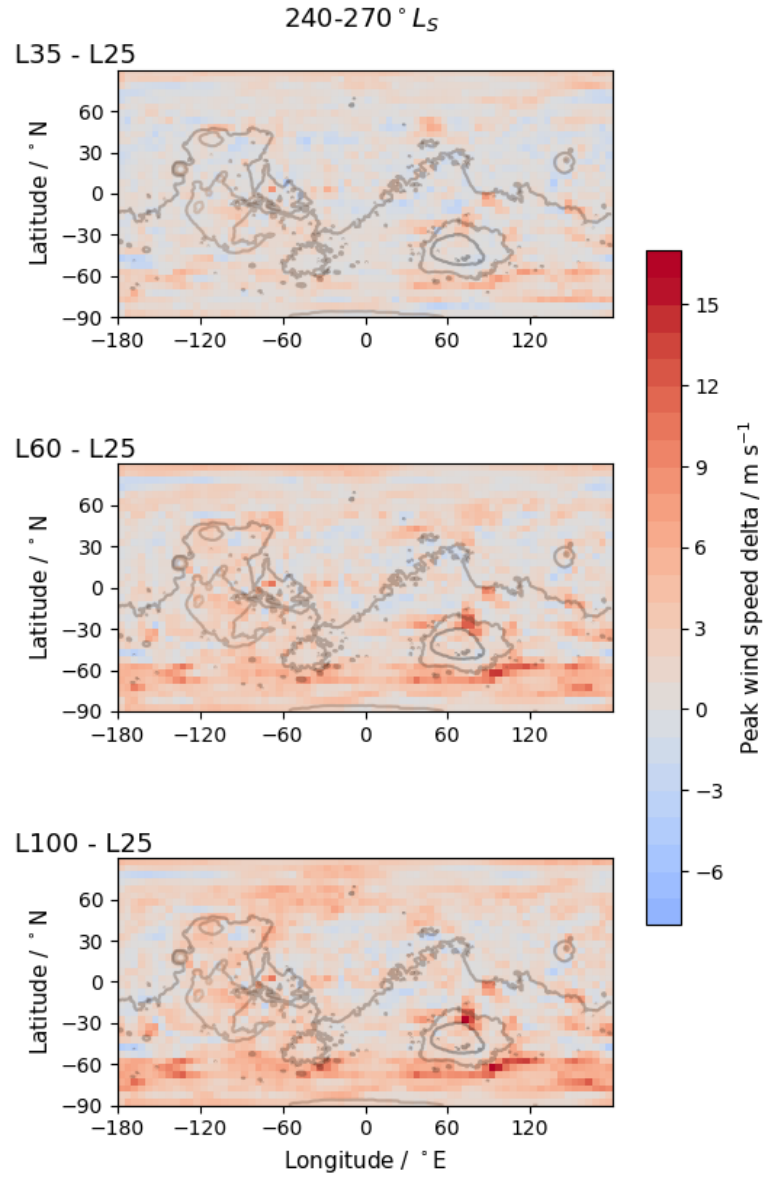 240-270°L_S
L35 - L25
60
30
0
−30
−60
−90
Latitude / °N
−180 −120 −60 0 60 120
L60 - L25
60
30
0
−30
−60
−90
Latitude / °N
−180 −120 −60 0 60 120
L100 - L25
60
30
0
−30
−60
−90
Latitude / °N
−180 −120 −60 0 60 120
Longitude / °E
15
12
9
6
3
0
−3
−6
Peak wind speed delta / m s⁻¹